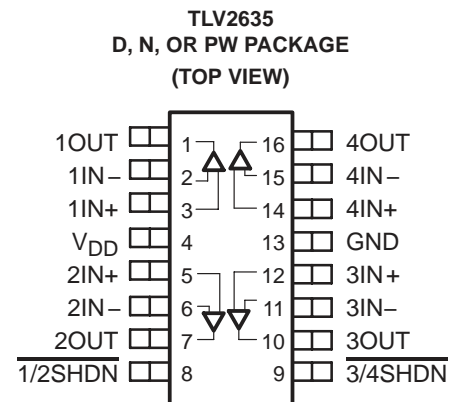 TLV2635
D, N, OR PW PACKAGE
(TOP VIEW)
1OUT 1 16 4OUT
1IN− 2 15 4IN−
1IN+ 3 14 4IN+
VDD 4 13 GND
2IN+ 5 12 3IN+
2IN− 6 11 3IN−
2OUT 7 10 3OUT
1/2SHDN 8 9 3/4SHDN